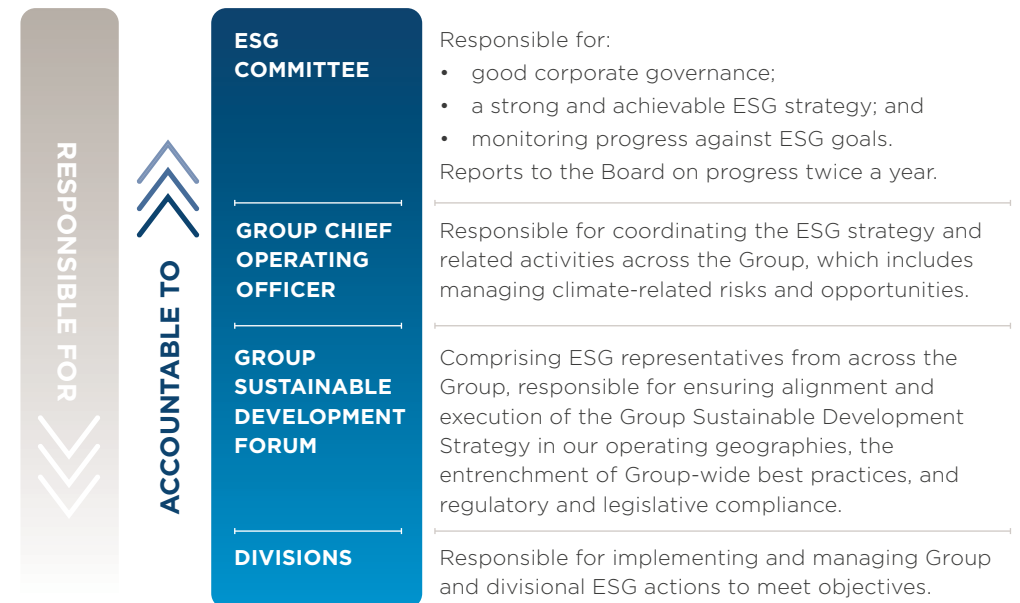 RESPONSIBLE FOR
ACCOUNTABLE TO
ESG
COMMITTEE
Responsible for:
• good corporate governance;
• a strong and achievable ESG strategy; and
• monitoring progress against ESG goals.
Reports to the Board on progress twice a year.
GROUP CHIEF
OPERATING
OFFICER
Responsible for coordinating the ESG strategy and
related activities across the Group, which includes
managing climate-related risks and opportunities.
GROUP
SUSTAINABLE
DEVELOPMENT
FORUM
Comprising ESG representatives from across the
Group, responsible for ensuring alignment and
execution of the Group Sustainable Development
Strategy in our operating geographies, the
entrenchment of Group-wide best practices, and
regulatory and legislative compliance.
DIVISIONS
Responsible for implementing and managing Group
and divisional ESG actions to meet objectives.